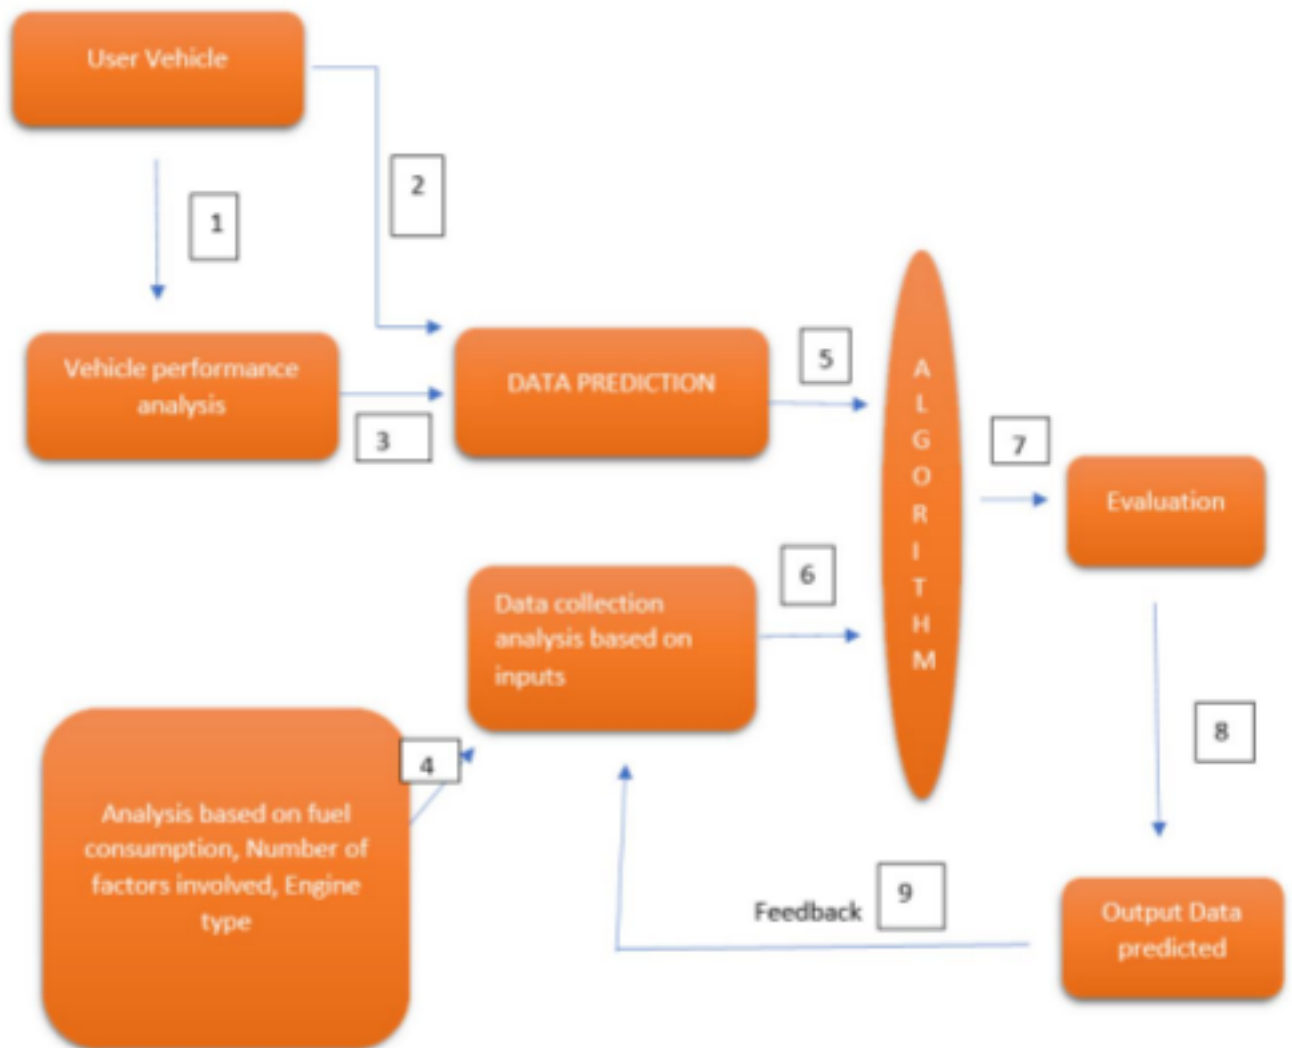 User Vehicle
1
2
Vehicle performance
analysis
3
DATA PREDICTION
5
A
L
G
O
R
I
T
H
M
7
Evaluation
6
Data collection
analysis based on
inputs
4
Analysis based on fuel
consumption, Number of
factors involved, Engine
type
8
Feedback
9
Output Data
predicted